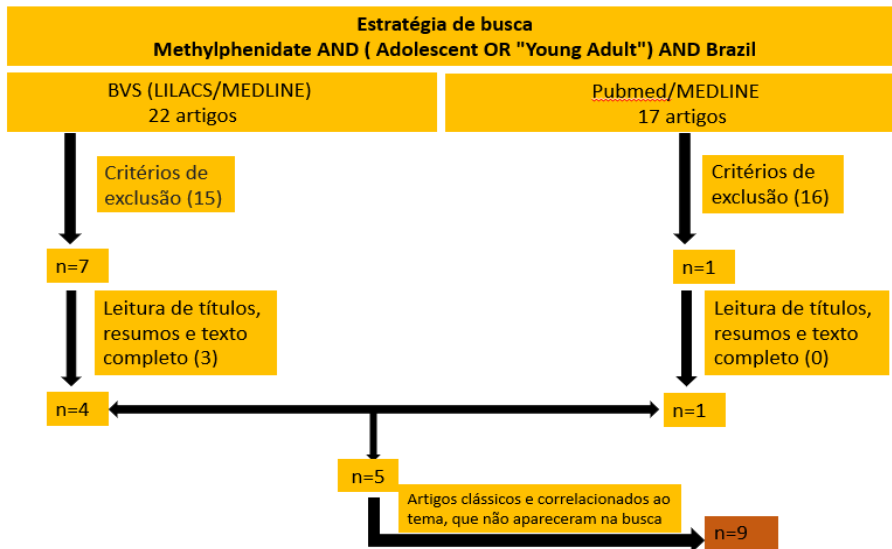 Estratégia de busca
Methylphenidate AND ( Adolescent OR "Young Adult") AND Brazil
BVS (LILACS/MEDLINE)
22 artigos
Pubmed/MEDLINE
17 artigos
Critérios de
exclusão (15)
Critérios de
exclusão (16)
n=7
n=1
Leitura de títulos,
resumos e texto
completo (3)
Leitura de títulos,
resumos e texto
completo (0)
n=4
n=1
n=5
Artigos clássicos e correlacionados ao
tema, que não apareceram na busca
n=9